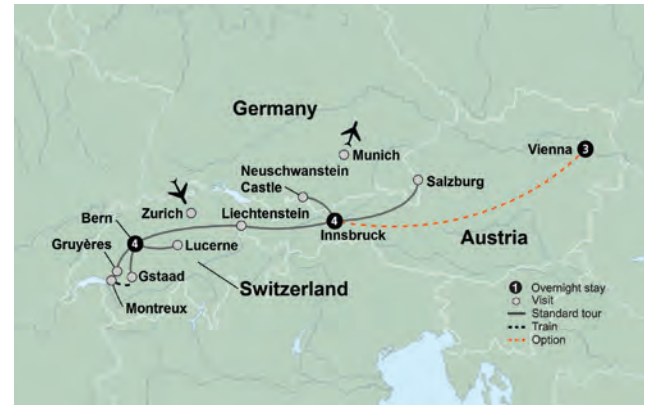 Germany
Vienna
3
Munich
Neuschwanstein
Castle
Salzburg
Zurich
Liechtenstein
Bern
4
4
Innsbruck
Gruyères
Lucerne
Austria
Gstaad
Switzerland
Montreux
1 Overnight stay
Visit
Standard tour
Train
Option